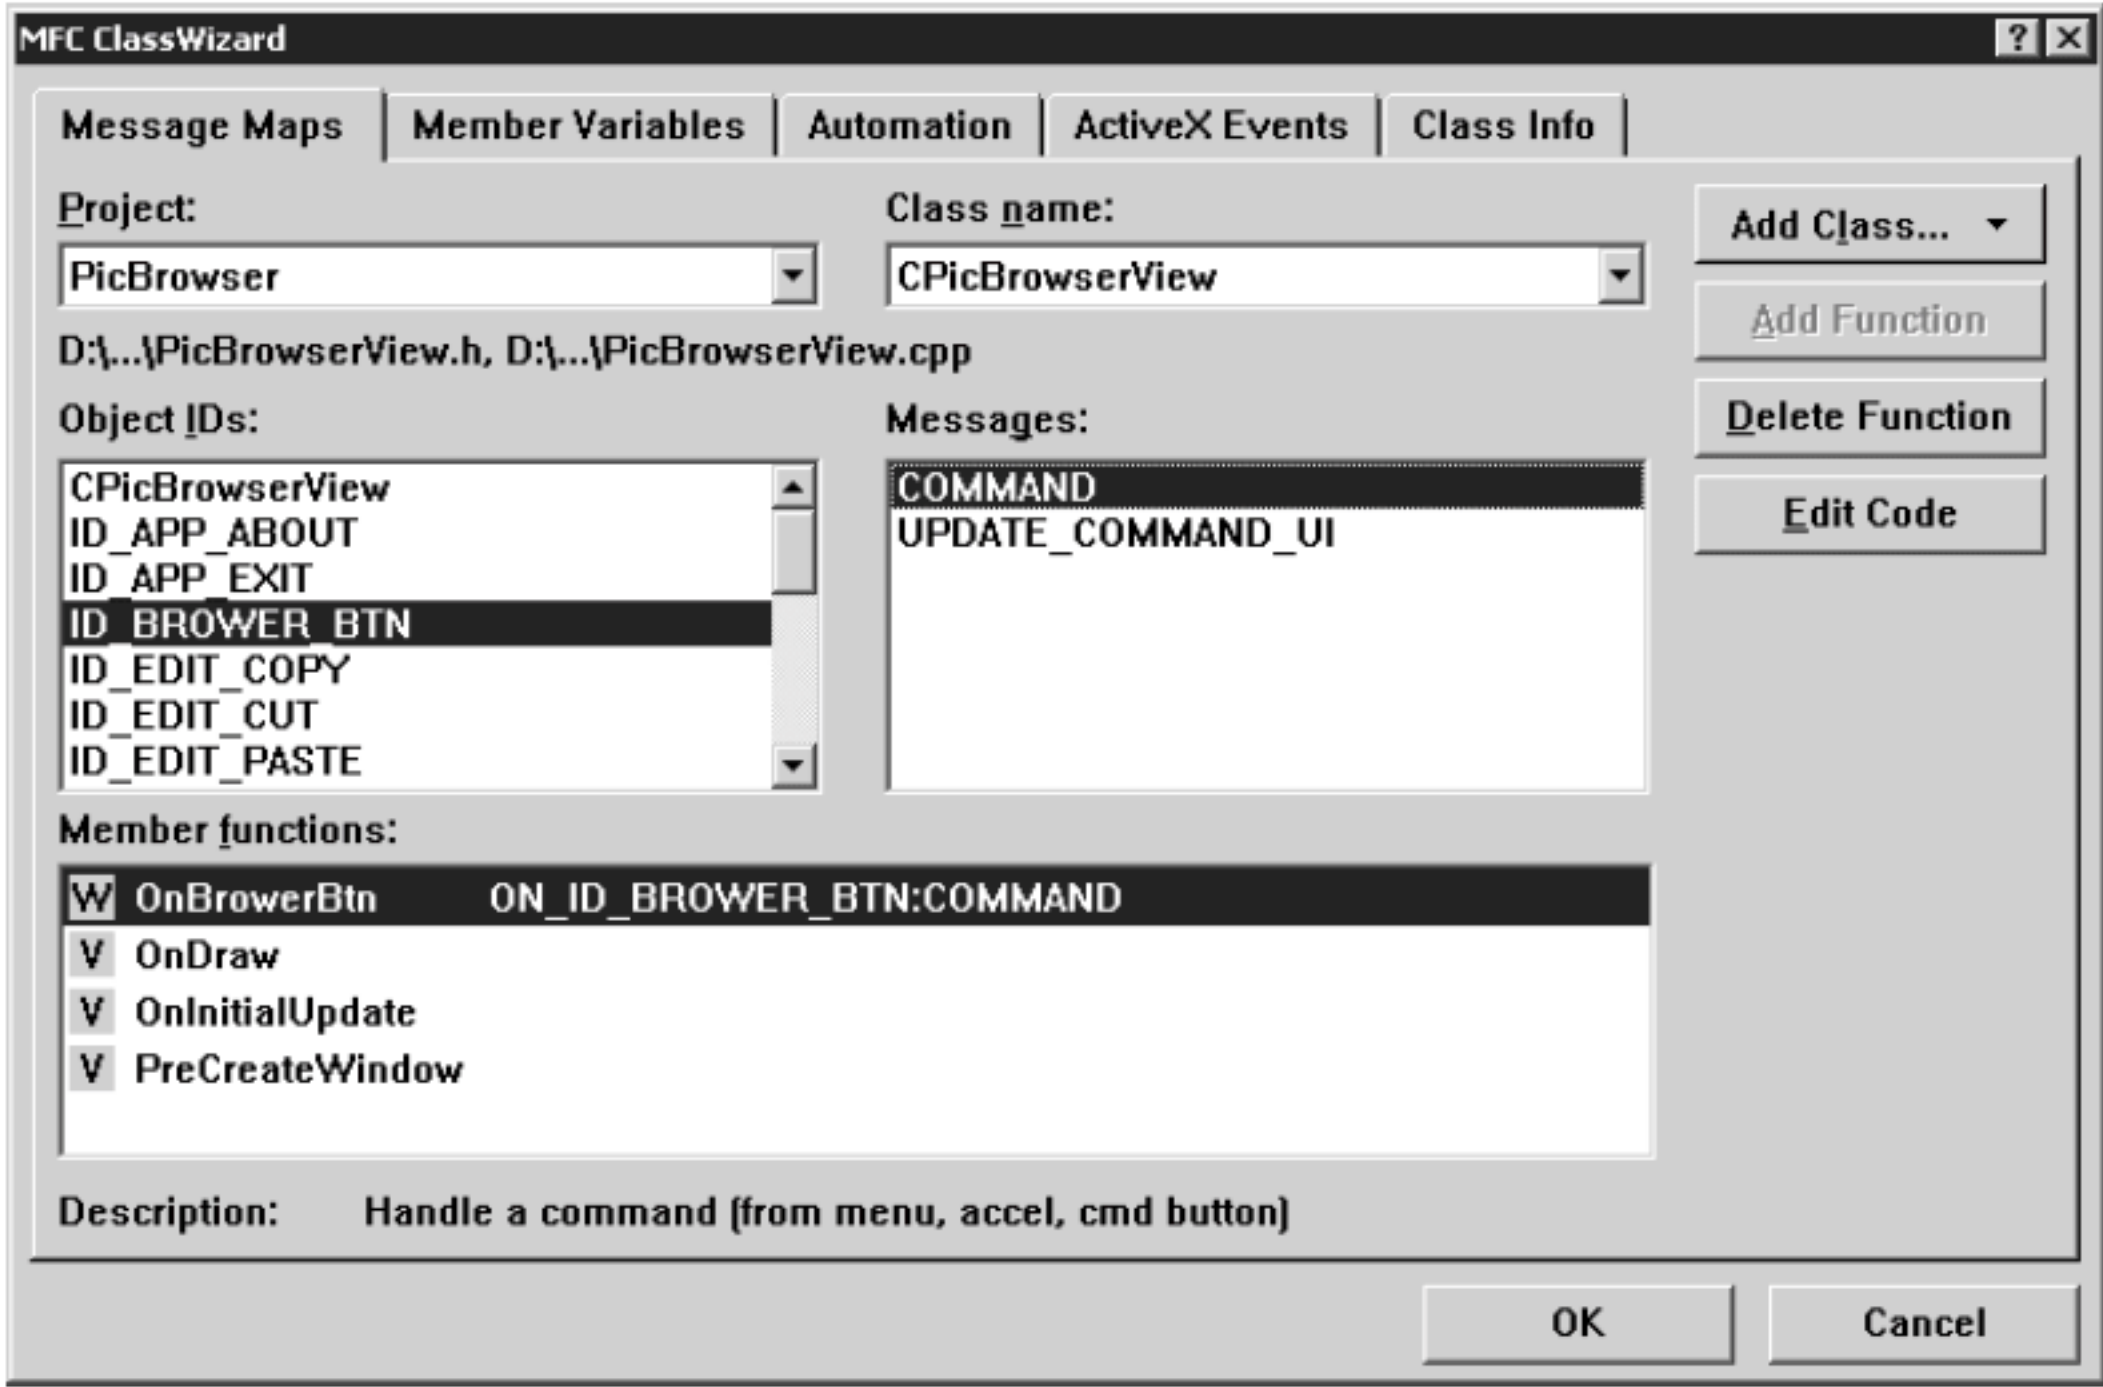 MFC ClassWizard
Message Maps Member Variables Automation ActiveX Events Class Info
Project: Class name:
PicBrowser CPicBrowserView
Add Class...
Add Function
D:\...\PicBrowserView.h, D:\...\PicBrowserView.cpp
Object IDs: Messages:
Delete Function
CPicBrowserView COMMAND
ID_APP_ABOUT UPDATE_COMMAND_UI
Edit Code
ID_APP_EXIT
ID_BROWER_BTN
ID_EDIT_COPY
ID_EDIT_CUT
ID_EDIT_PASTE
Member functions:
W OnBrowerBtn ON_ID_BROWER_BTN:COMMAND
V OnDraw
V OnInitialUpdate
V PreCreateWindow
Description: Handle a command (from menu, accel, cmd button)
OK Cancel